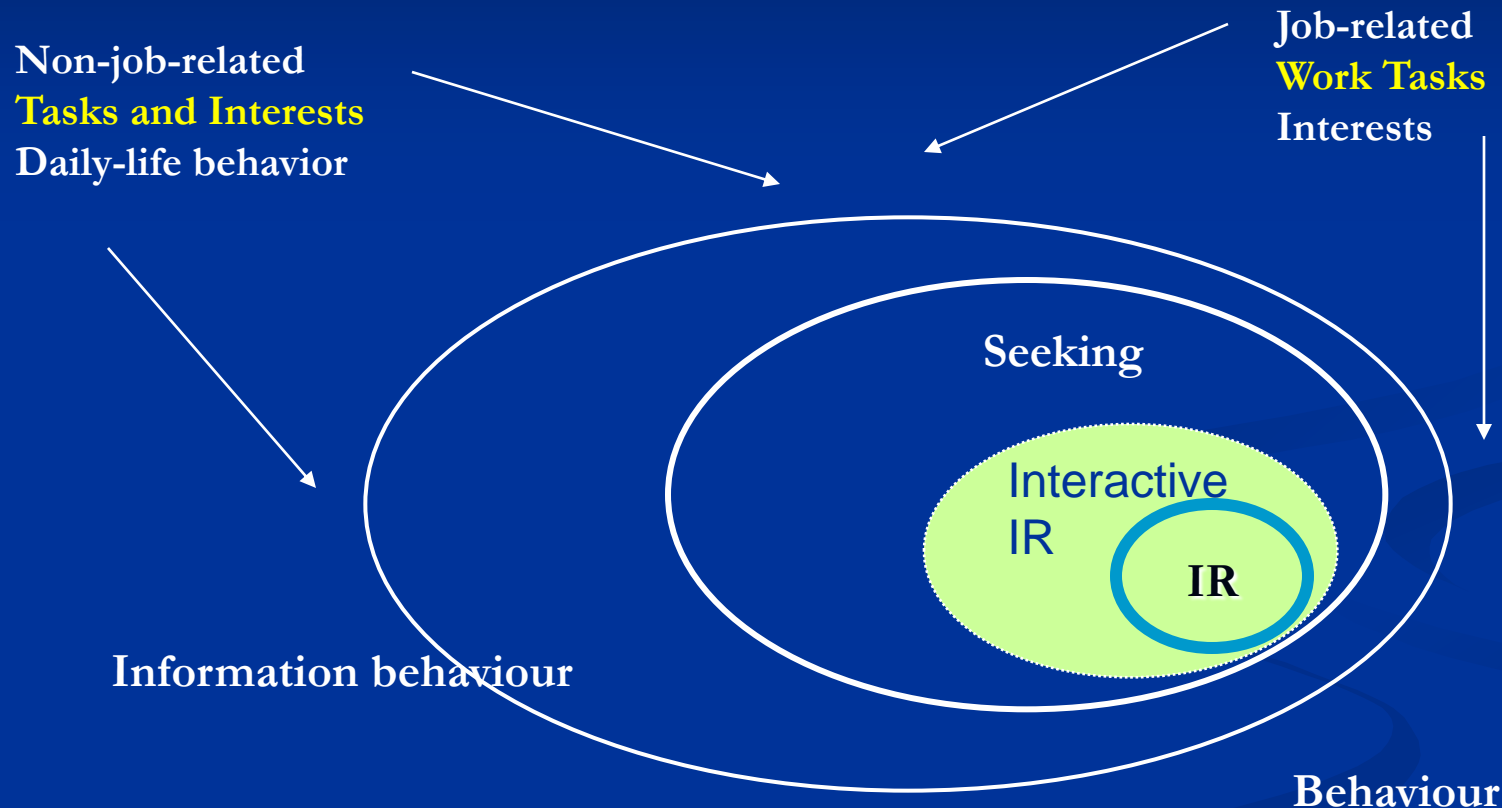 Non-job-related
Tasks and Interests
Daily-life behavior
Job-related
Work Tasks
Interests
Seeking
Interactive
IR
IR
Information behaviour
Behaviour